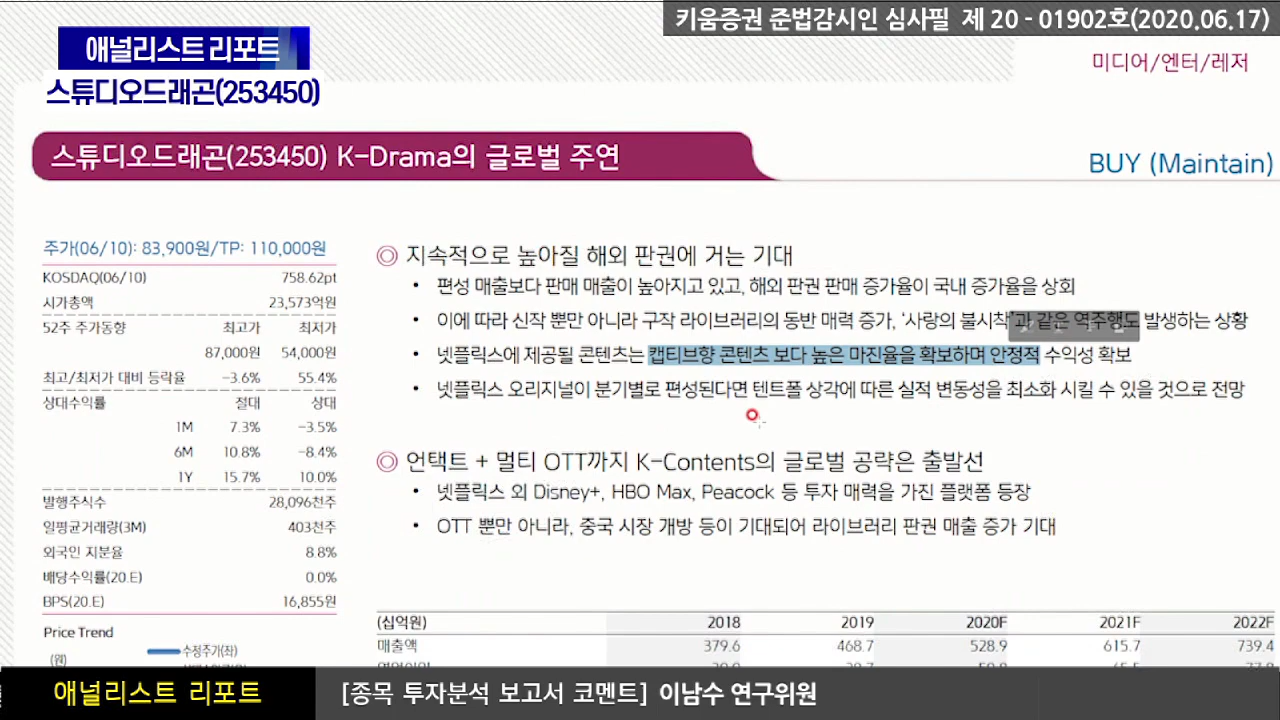 키움증권 준법감시인 심사필 제 20 - 01902호(2020.06.17)
애널리스트 리포트
스튜디오드래곤(253450)
미디어/엔터/레저
스튜디오드래곤(253450) K-Drama의 글로벌 주연
BUY (Maintain)
주가(06/10): 83,900원/TP: 110,000원
KOSDAQ(06/10) 758.62pt
시가총액 23,573억원
52주 주가동향 최고가 최저가
87,000원 54,000원
최고/최저가 대비 등락율 -3.6% 55.4%
상대수익률 절대 상대
1M 7.3% -3.5%
6M 10.8% -8.4%
1Y 15.7% 10.0%
발행주식수 28,096천주
일평균거래량(3M) 403천주
외국인 지분율 8.8%
배당수익률(20.E) 0.0%
BPS(20.E) 16,855원
Price Trend
(원) 수정주가(좌)
◎ 지속적으로 높아질 해외 판권에 거는 기대
• 편성 매출보다 판매 매출이 높아지고 있고, 해외 판권 판매 증가율이 국내 증가율을 상회
• 이에 따라 신작 뿐만 아니라 구작 라이브러리의 동반 매력 증가, ‘사랑의 불시착’과 같은 역주행도 발생하는 상황
• 넷플릭스에 제공될 콘텐츠는 캡티브향 콘텐츠 보다 높은 마진율을 확보하며 안정적 수익성 확보
• 넷플릭스 오리지널이 분기별로 편성된다면 텐트폴 상각에 따른 실적 변동성을 최소화 시킬 수 있을 것으로 전망
◎ 언택트 + 멀티 OTT까지 K-Contents의 글로벌 공략은 출발선
• 넷플릭스 외 Disney+, HBO Max, Peacock 등 투자 매력을 가진 플랫폼 등장
• OTT 뿐만 아니라, 중국 시장 개방 등이 기대되어 라이브러리 판권 매출 증가 기대
(십억원) 2018 2019 2020F 2021F 2022F
매출액 379.6 468.7 528.9 615.7 739.4
애널리스트 리포트
[종목 투자분석 보고서 코멘트] 이남수 연구위원